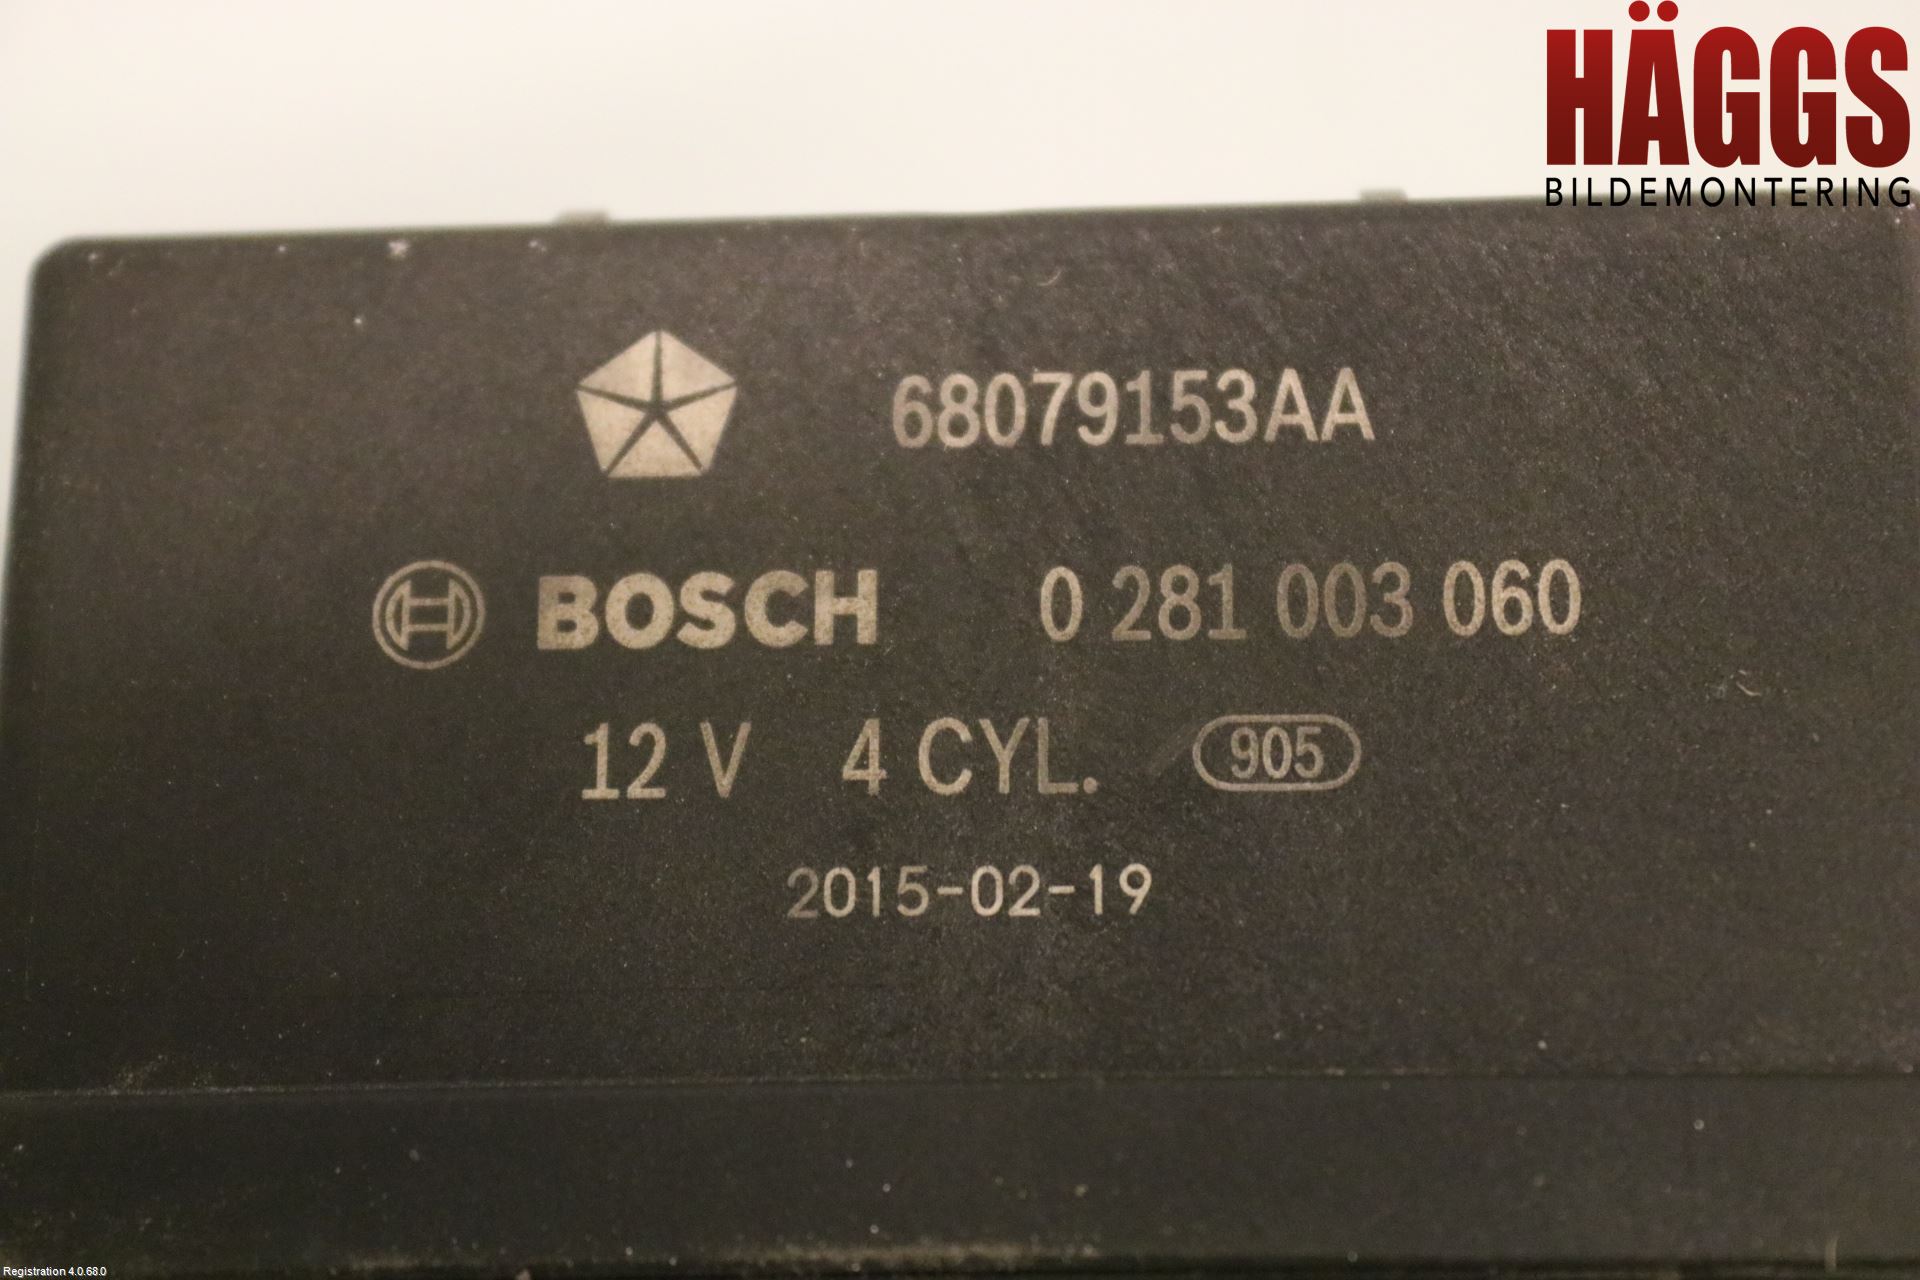 HÄGGS
BILDEMONTERING
68079153AA
BOSCH 0 281 003 060
12 V 4 CYL. 905
2015-02-19
Registration 4.0.68.0